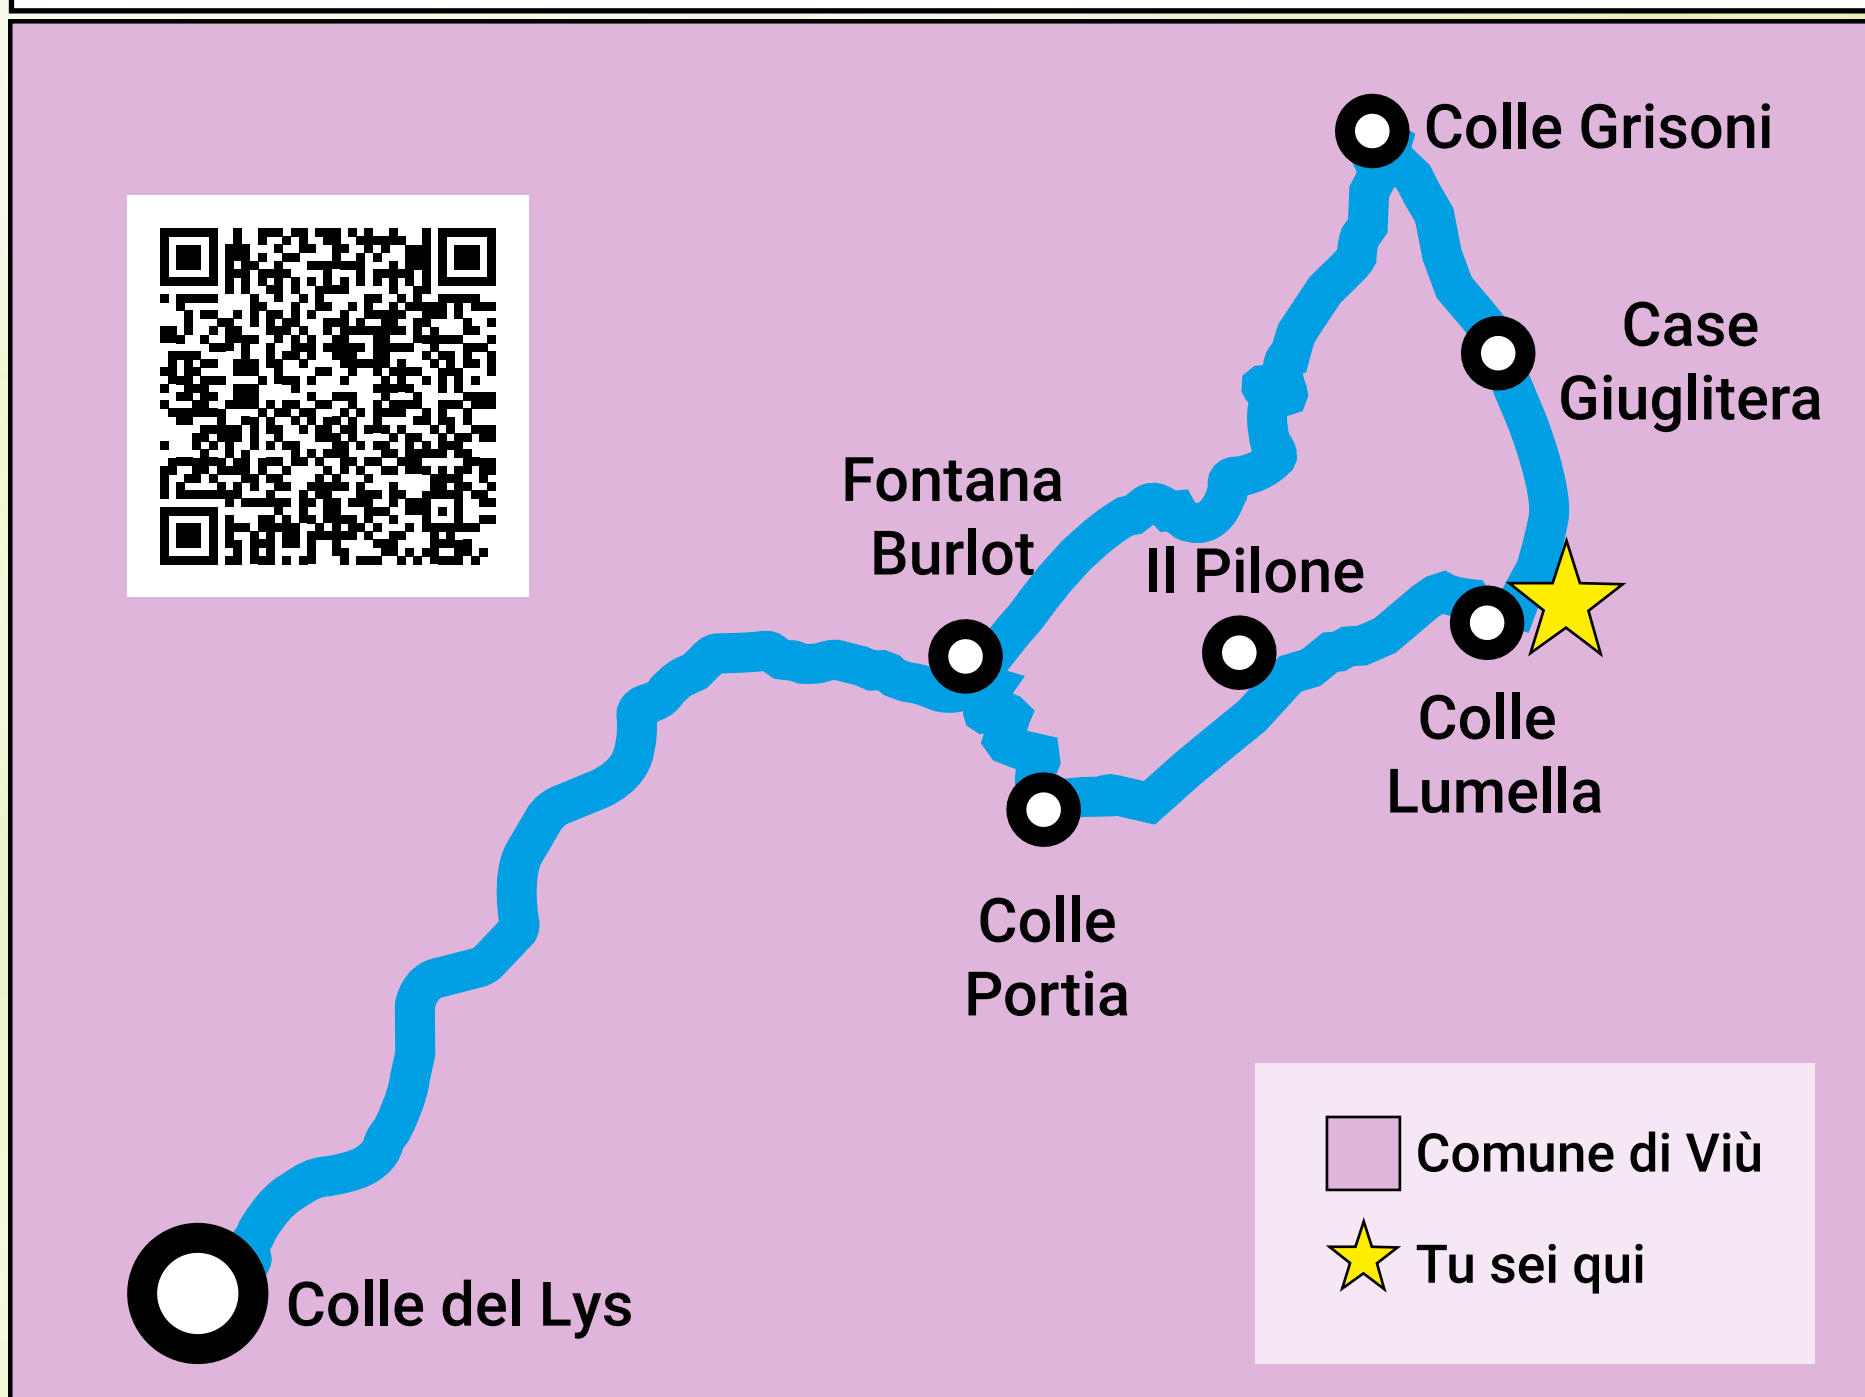 Colle Grisoni
Case
Giuglitera
Fontana
Burlot
Il Pilone
Colle
Lumella
Colle
Portia
Comune di Viù
Tu sei qui
Colle del Lys